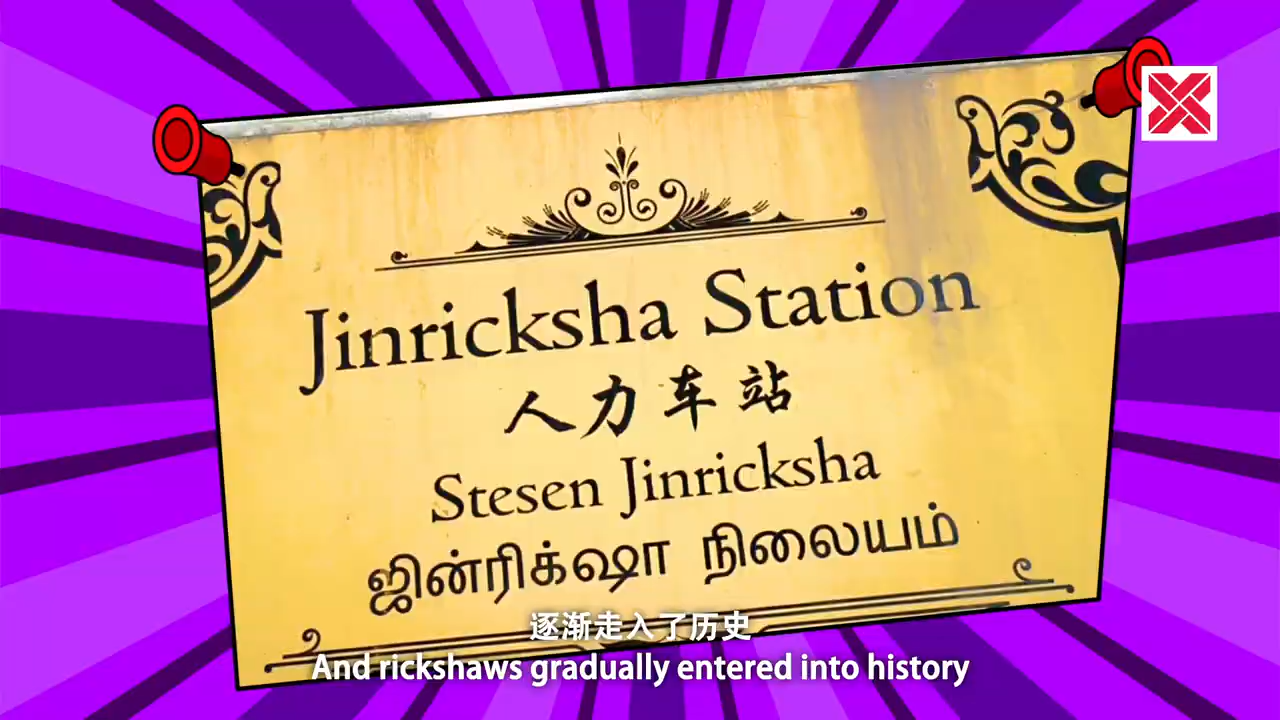 Jinricksha Station
人力车站
Stesen Jinricksha
ஜின்ரிக்ஷா நிலையம்
逐渐走入了历史
And rickshaws gradually entered into history